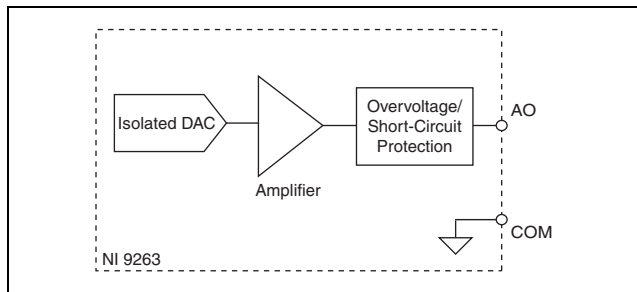 Isolated DAC
Amplifier
Overvoltage/
Short-Circuit
Protection
AO
COM
NI 9263